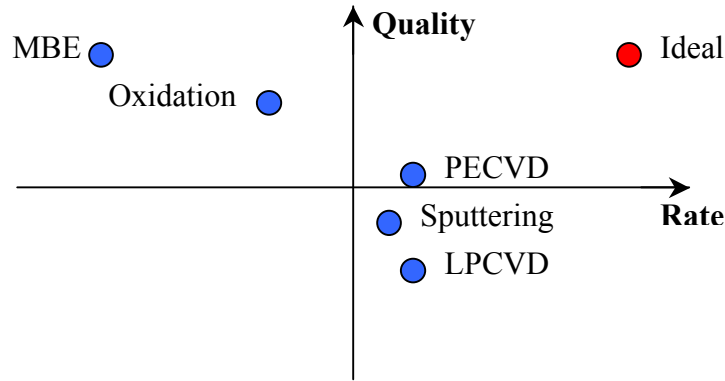 Quality
MBE
Ideal
Oxidation
PECVD
Sputtering
Rate
LPCVD